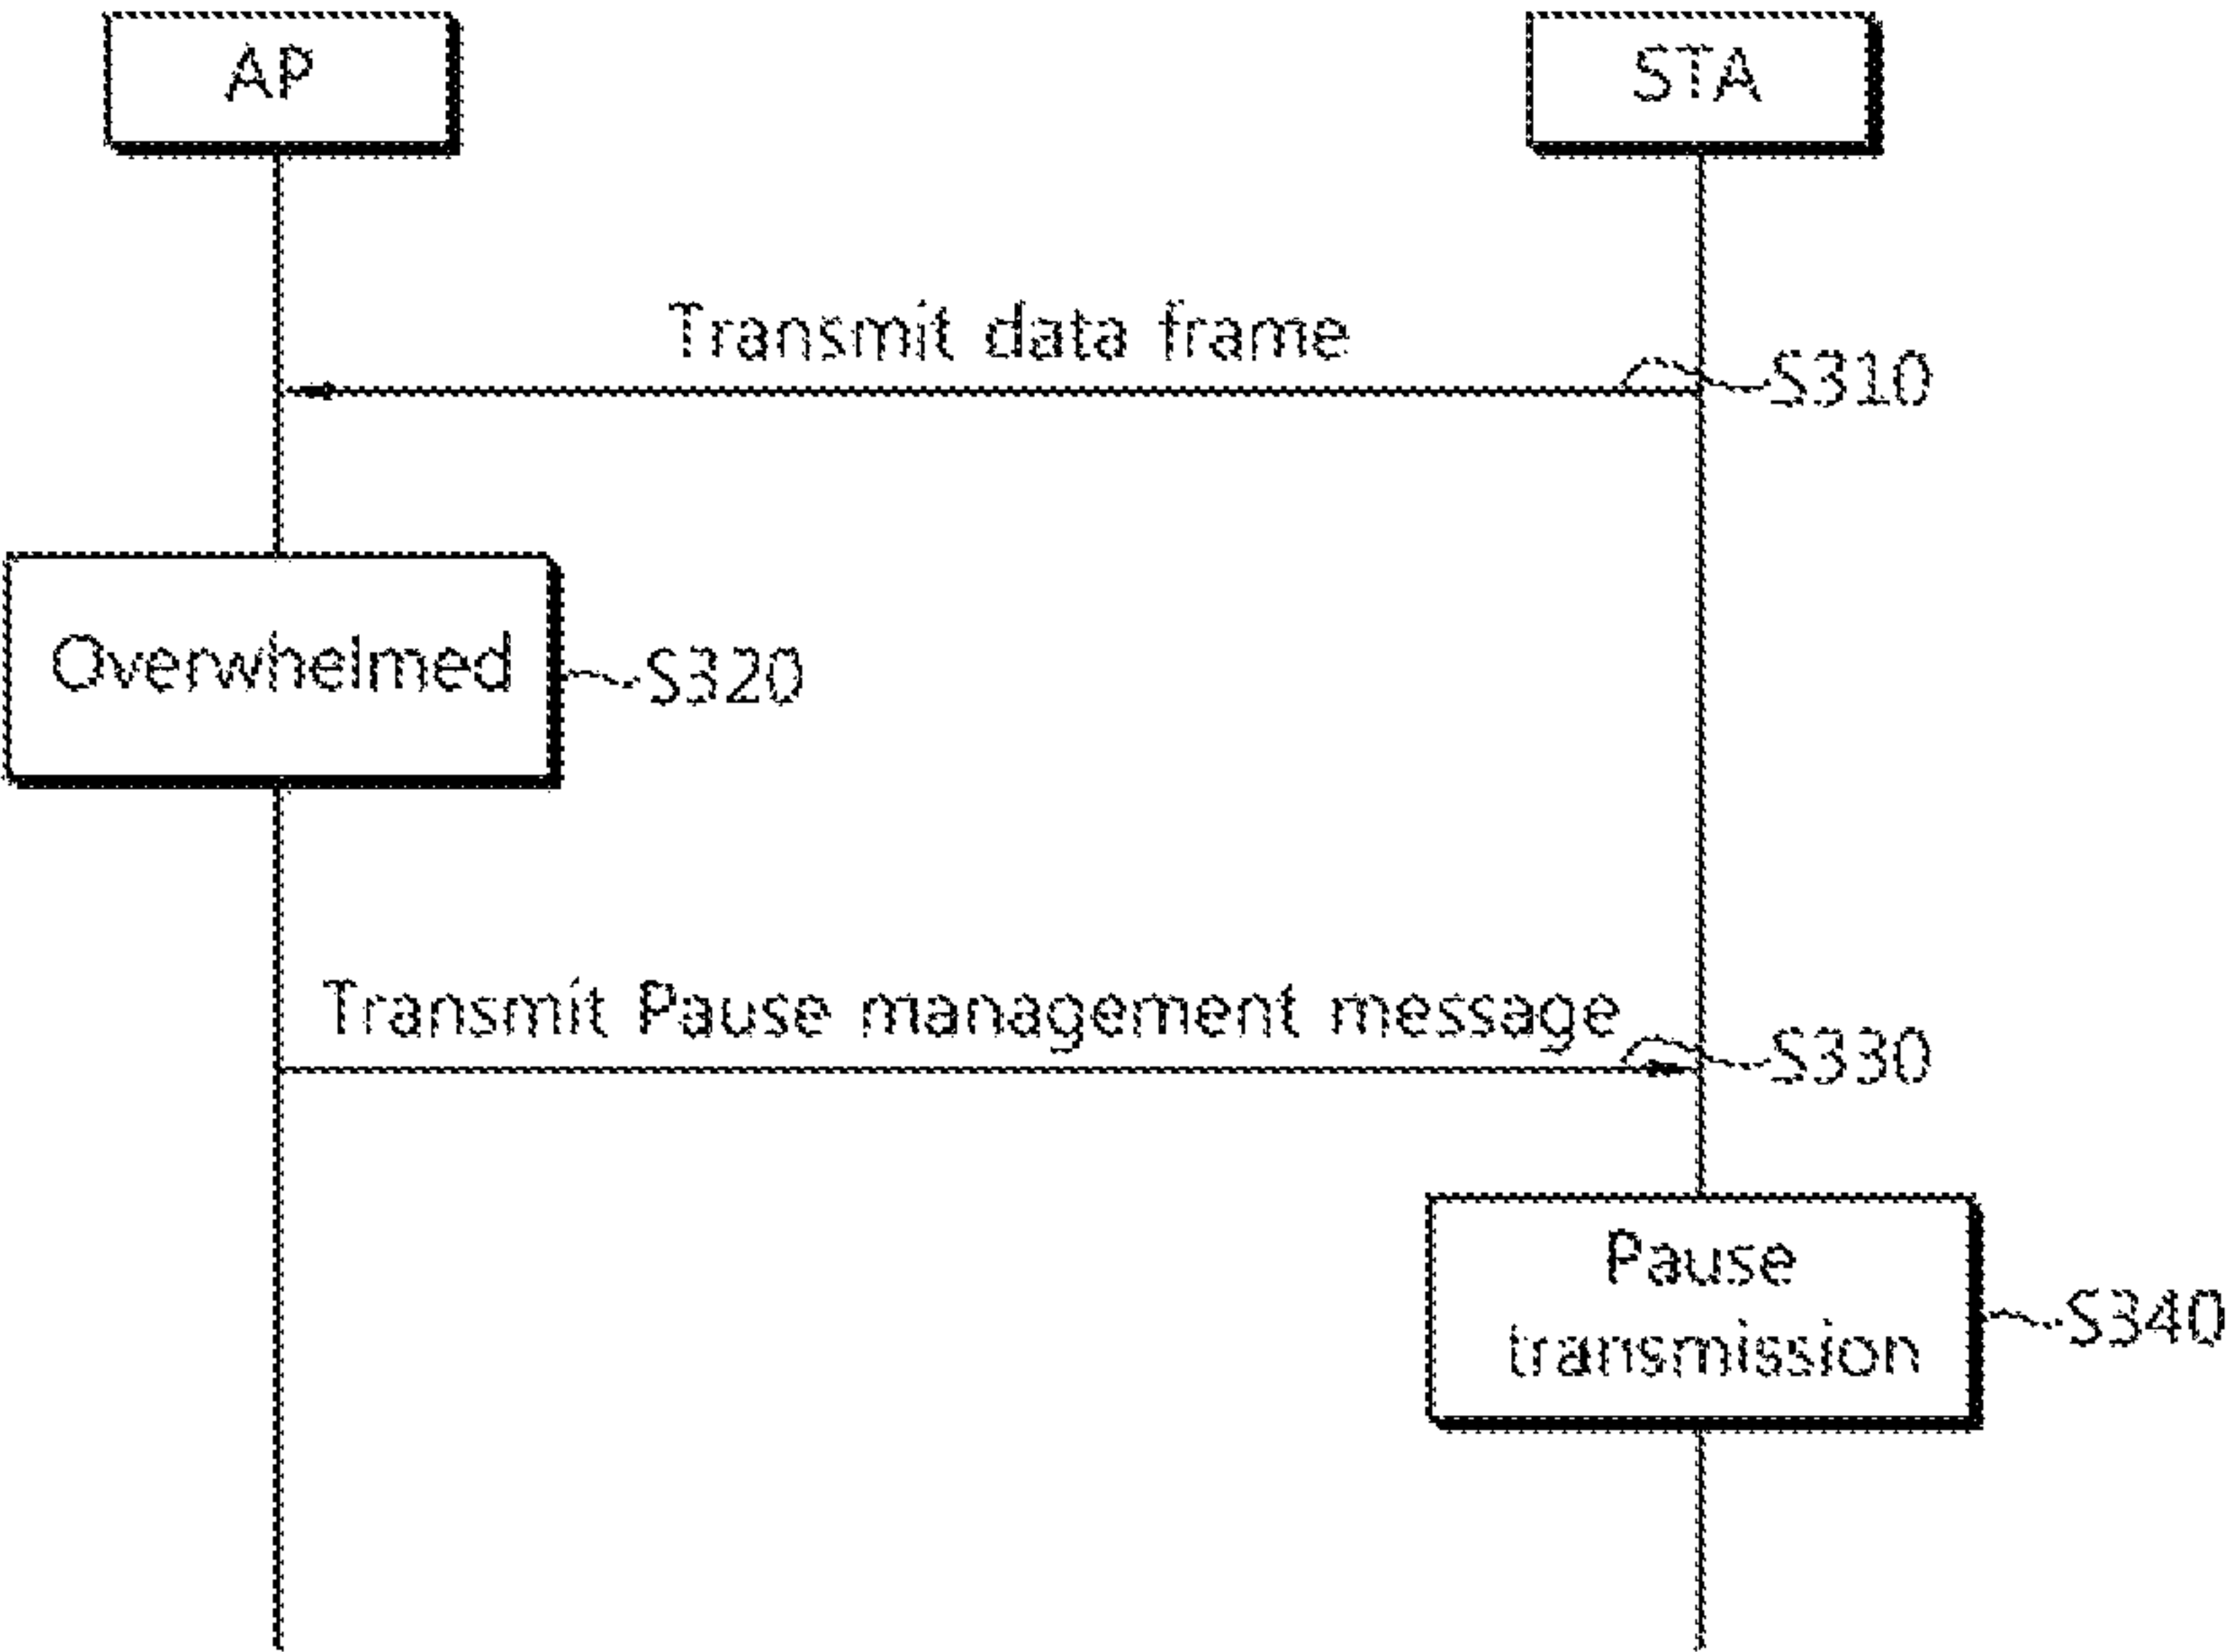 AP
STA
Transmit data frame
S310
Overwhelmed
S320
Transmit Pause management message
S330
Pause
transmission
S340